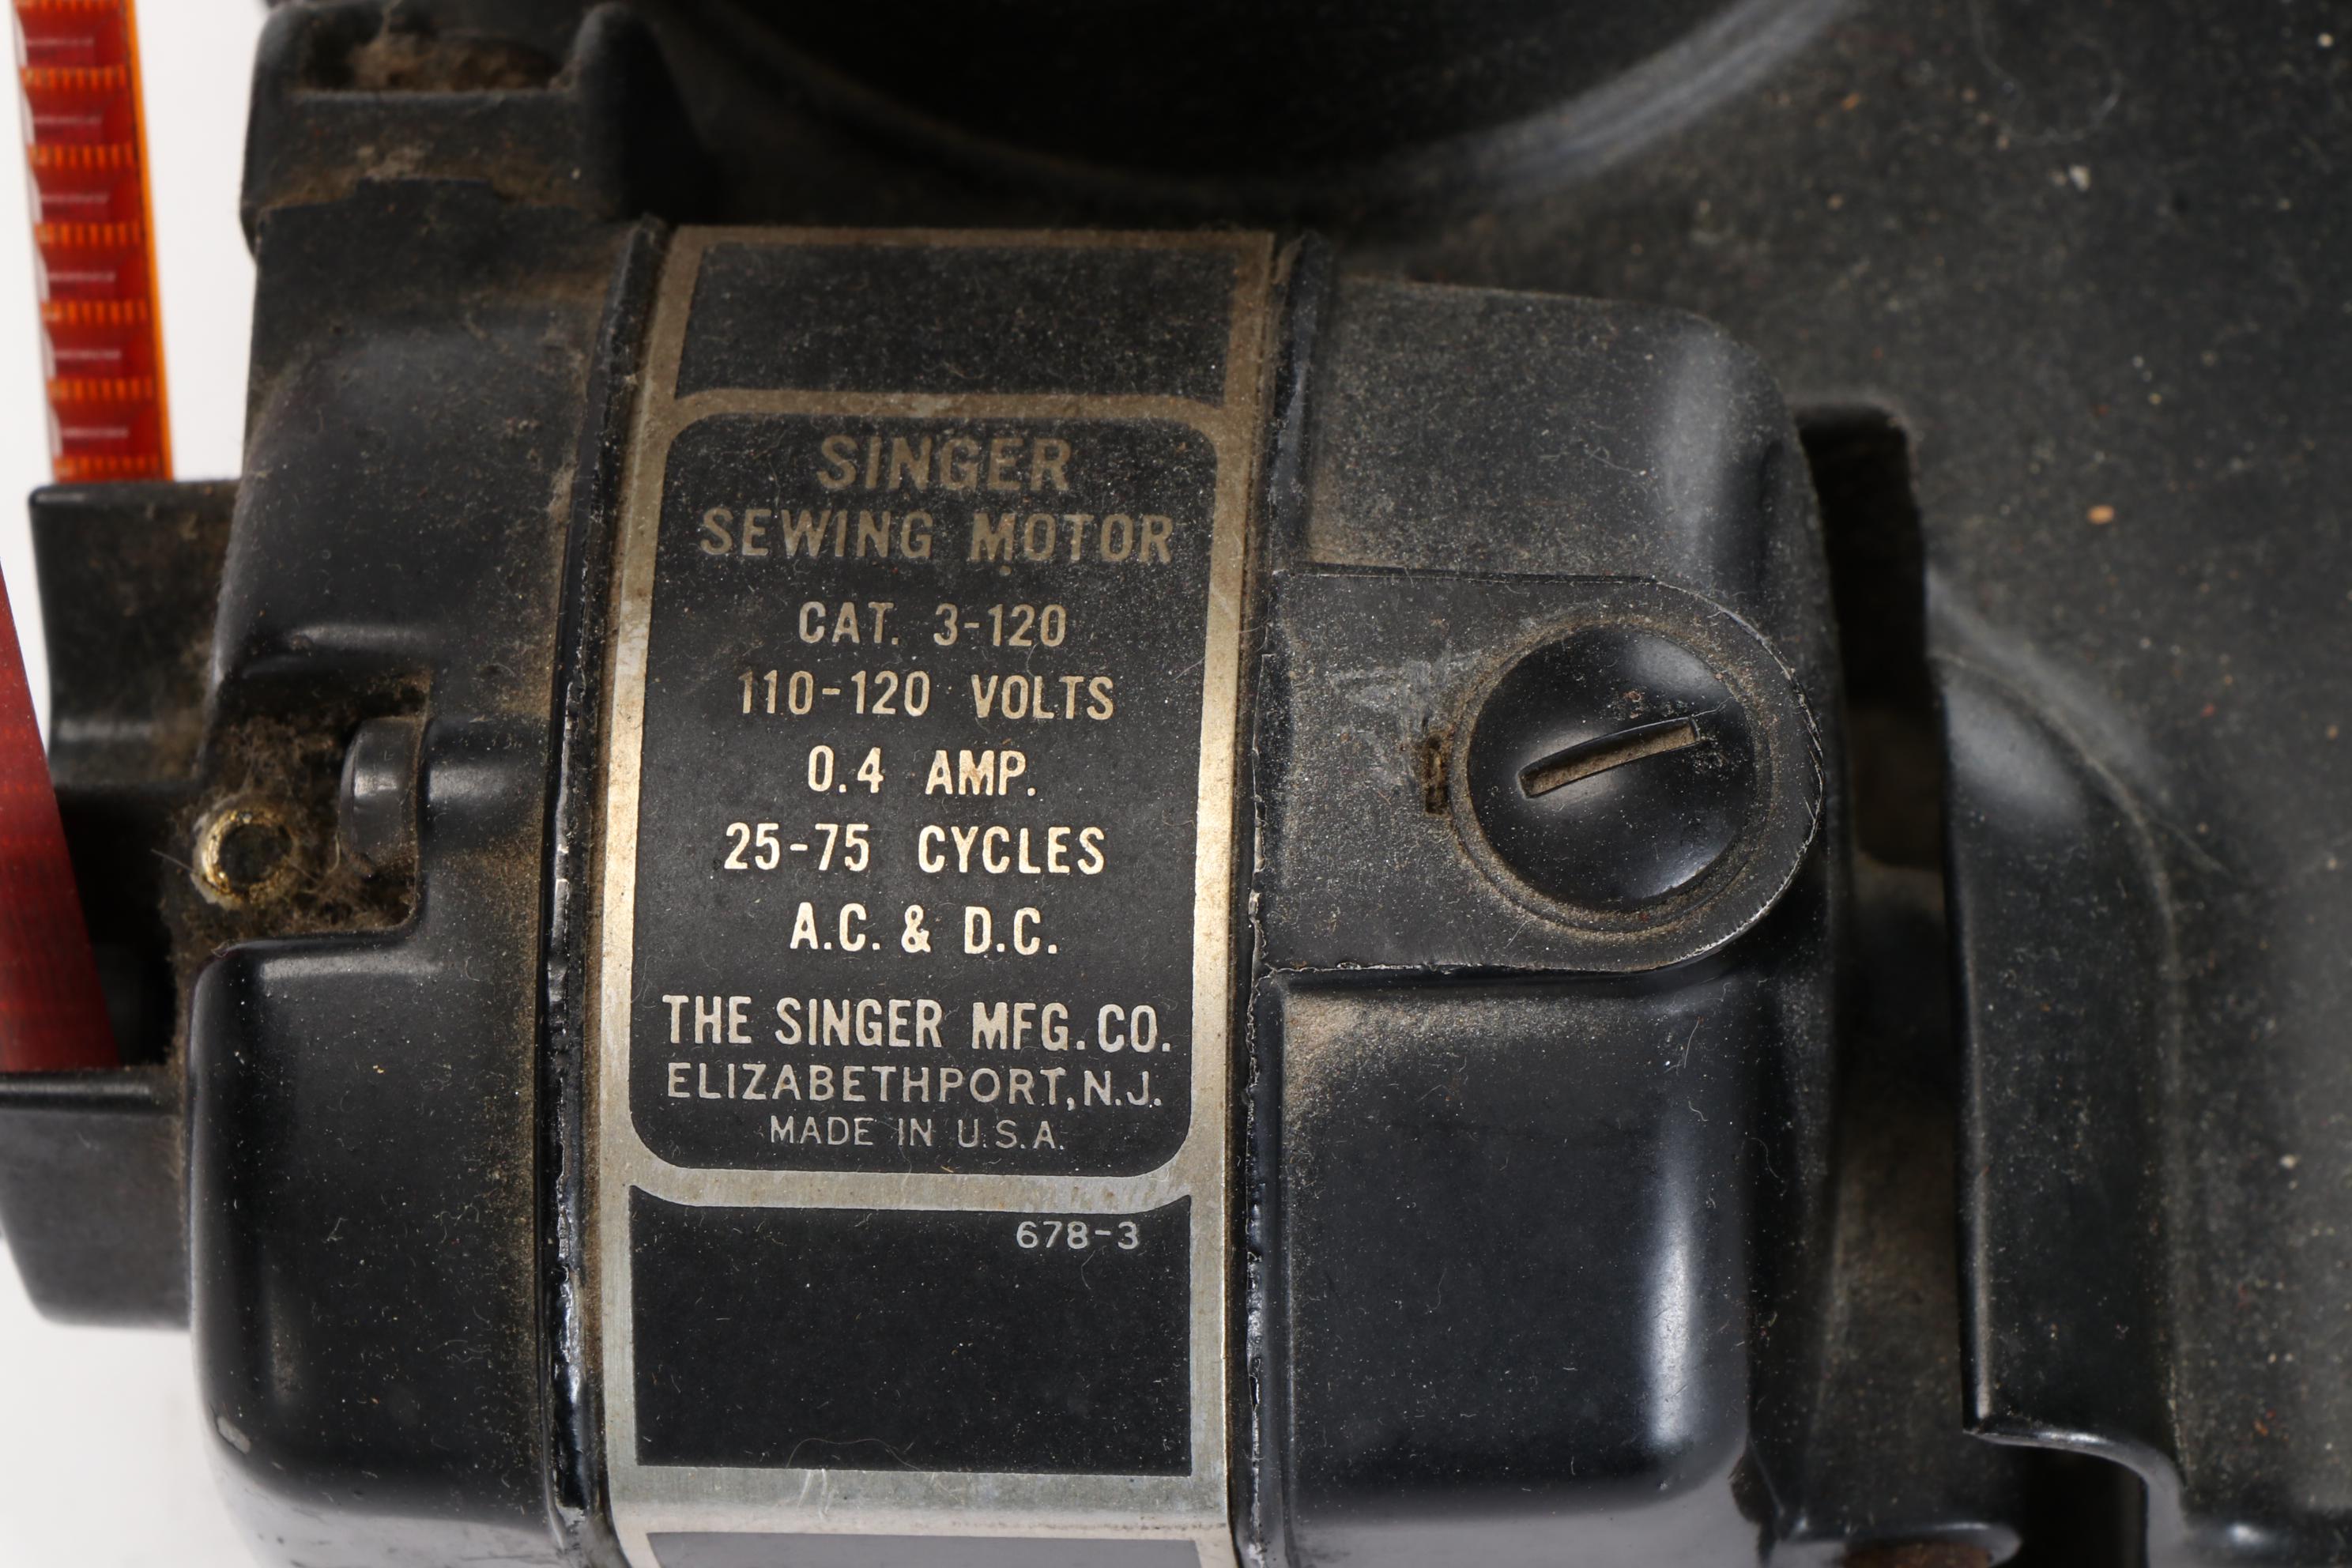 SINGER
SEWING MOTOR
CAT. 3-120
110-120 VOLTS
0.4 AMP.
25-75 CYCLES
A.C. & D.C.
THE SINGER MFG. CO.
ELIZABETHPORT, N.J.
MADE IN U.S.A.
678-3